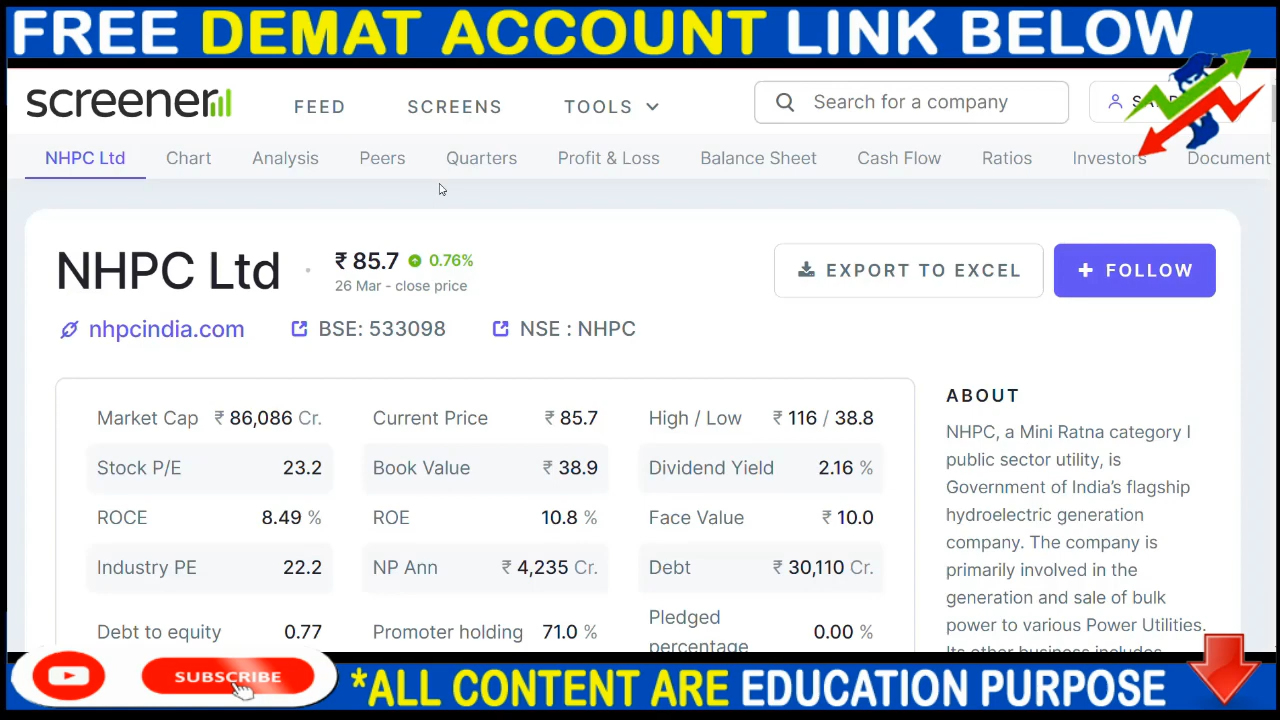 FREE DEMAT ACCOUNT LINK BELOW
screener
FEED SCREENS TOOLS
Search for a company
NHPC Ltd Chart Analysis Peers Quarters Profit & Loss Balance Sheet Cash Flow Ratios Investors Document
NHPC Ltd
₹ 85.7 0.76%
26 Mar - close price
EXPORT TO EXCEL
+ FOLLOW
nhpcindia.com BSE: 533098 NSE : NHPC
Market Cap ₹ 86,086 Cr. Current Price ₹ 85.7 High / Low ₹ 116 / 38.8
Stock P/E 23.2 Book Value ₹ 38.9 Dividend Yield 2.16 %
ROCE 8.49 % ROE 10.8 % Face Value ₹ 10.0
Industry PE 22.2 NP Ann ₹ 4,235 Cr. Debt ₹ 30,110 Cr.
Debt to equity 0.77 Promoter holding 71.0 % Pledged percentage 0.00 %
ABOUT
NHPC, a Mini Ratna category I
public sector utility, is
Government of India's flagship
hydroelectric generation
company. The company is
primarily involved in the
generation and sale of bulk
power to various Power Utilities.
Its other business includes
SUBSCRIBE
*ALL CONTENT ARE EDUCATION PURPOSE